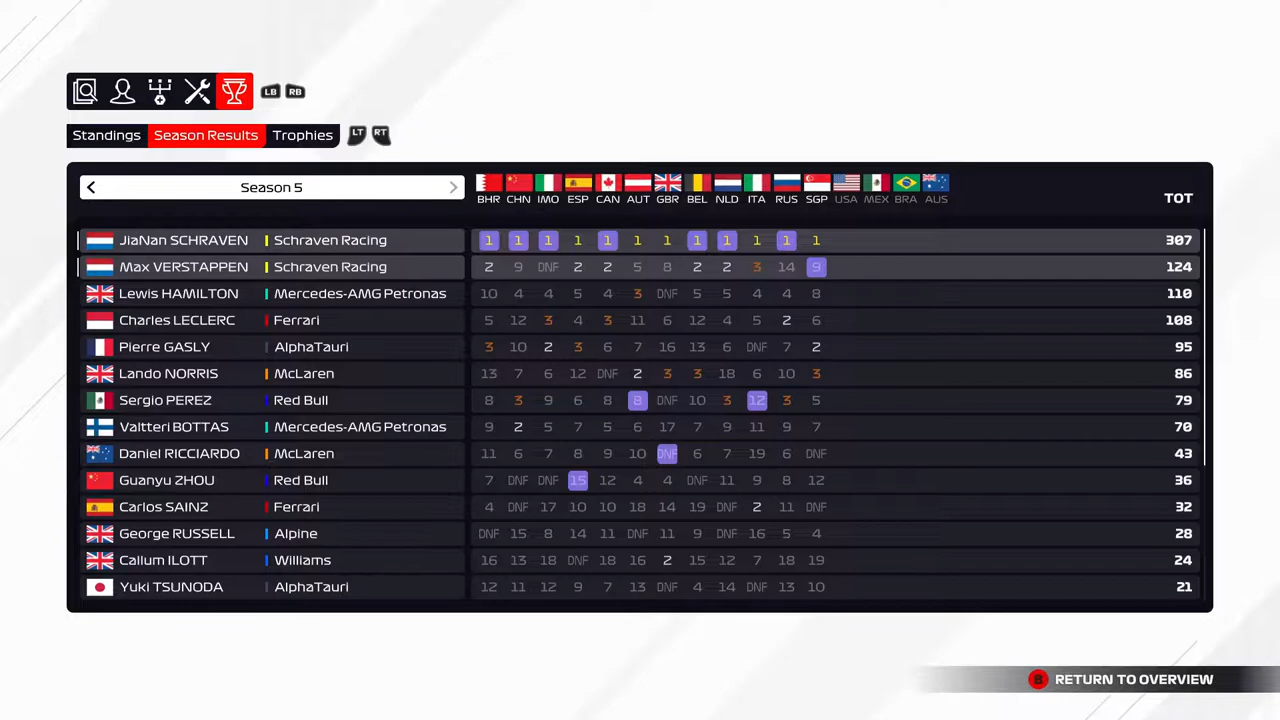 LB RB
Standings Season Results Trophies LT RT
Season 5
BHR CHN IMO ESP CAN AUT GBR BEL NLD ITA RUS SGP USA MEX BRA AUS TOT
JiaNan SCHRAVEN Schraven Racing 1 1 1 1 1 1 1 1 1 1 1 1 307
Max VERSTAPPEN Schraven Racing 2 9 DNF 2 2 5 8 2 2 3 14 9 124
Lewis HAMILTON Mercedes-AMG Petronas 10 4 4 5 4 3 DNF 5 5 4 4 8 110
Charles LECLERC Ferrari 5 12 3 4 3 11 6 12 4 5 2 6 108
Pierre GASLY AlphaTauri 3 10 2 3 6 7 16 13 6 DNF 7 2 95
Lando NORRIS McLaren 13 7 6 12 DNF 2 3 3 18 6 10 3 86
Sergio PEREZ Red Bull 8 3 9 6 8 8 DNF 10 3 12 3 5 79
Valtteri BOTTAS Mercedes-AMG Petronas 9 2 5 7 5 6 17 7 9 11 9 7 70
Daniel RICCIARDO McLaren 11 6 7 8 9 10 DNF 6 7 19 6 DNF 43
Guanyu ZHOU Red Bull 7 DNF DNF 15 12 4 4 DNF 11 9 8 12 36
Carlos SAINZ Ferrari 4 DNF 17 10 10 18 14 19 DNF 2 11 DNF 32
George RUSSELL Alpine DNF 15 8 14 11 DNF 11 9 DNF 16 5 4 28
Callum ILOTT Williams 16 13 18 DNF 18 16 2 15 12 7 18 19 24
Yuki TSUNODA AlphaTauri 12 11 12 9 7 13 DNF 4 14 DNF 13 10 21
B RETURN TO OVERVIEW